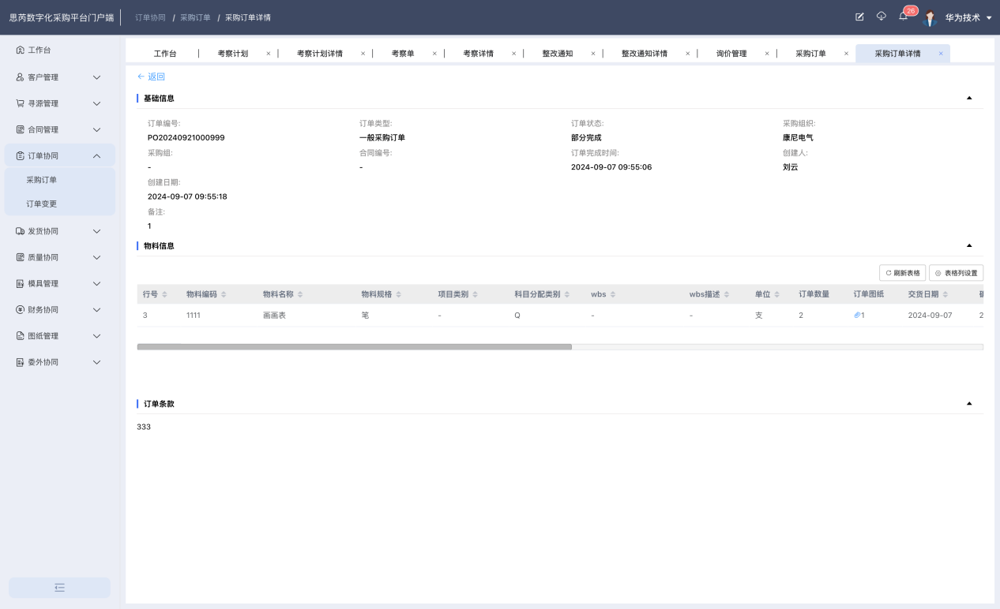 思芮数字化采购平台门户端
订单协同 / 采购订单 / 采购订单详情
26
华为技术
工作台
客户管理
寻源管理
合同管理
订单协同
采购订单
订单变更
发货协同
质量协同
模具管理
财务协同
图纸管理
委外协同
工作台 考察计划 × 考察计划详情 × 考察单 × 考察详情 × 整改通知 × 整改通知详情 × 询价管理 × 采购订单 × 采购订单详情 ×
← 返回
基础信息
订单编号: 订单类型: 订单状态: 采购组织:
PO20240921000999 一般采购订单 部分完成 康尼电气
采购组: 合同编号: 订单完成时间: 创建人:
- - 2024-09-07 09:55:06 刘云
创建日期:
2024-09-07 09:55:18
备注:
1
物料信息
刷新表格 表格列设置
行号 物料编码 物料名称 物料规格 项目类别 科目分配类别 wbs wbs描述 单位 订单数量 订单图纸 交货日期
3 1111 画画表 笔 - Q - - 支 2 1 2024-09-07 2
订单条款
333